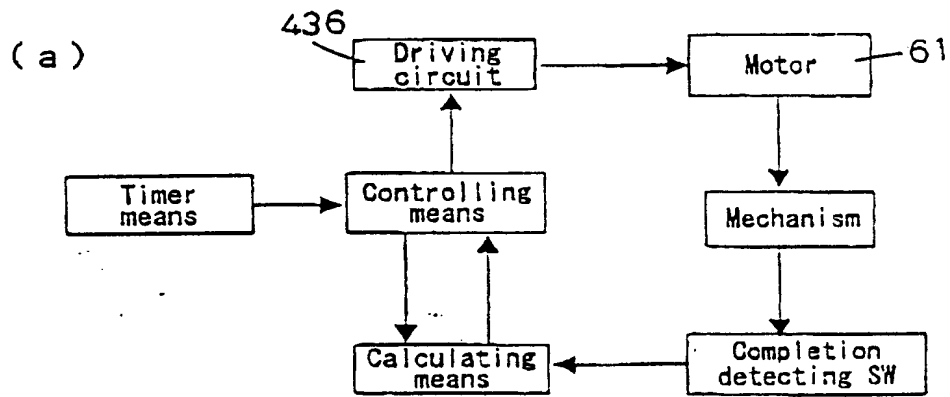 (a)
436
Driving
circuit
Motor
61
Timer
means
Controlling
means
Mechanism
Calculating
means
Completion
detecting SW